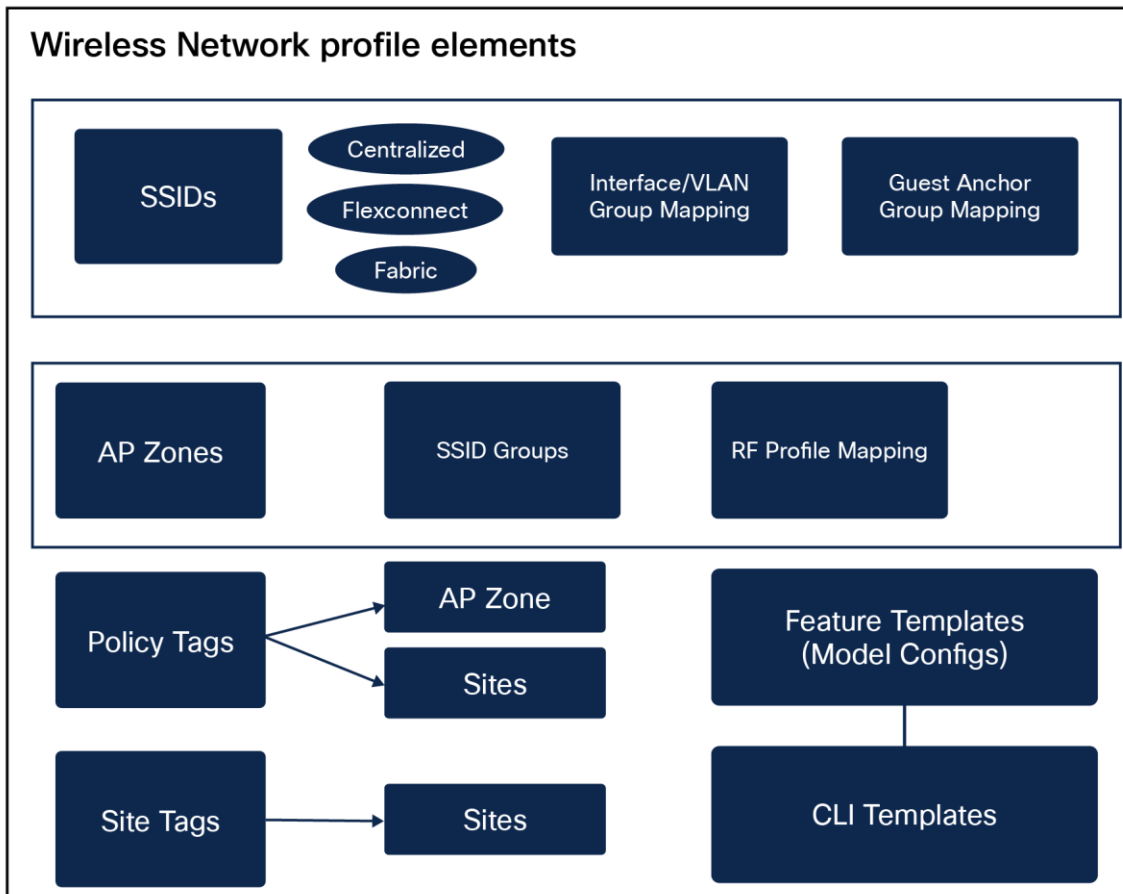 Wireless Network profile elements
SSIDs
Centralized
Flexconnect
Fabric
Interface/VLAN
Group Mapping
Guest Anchor
Group Mapping
AP Zones
SSID Groups
RF Profile Mapping
Policy Tags
AP Zone
Sites
Feature Templates
(Model Configs)
Site Tags
Sites
CLI Templates